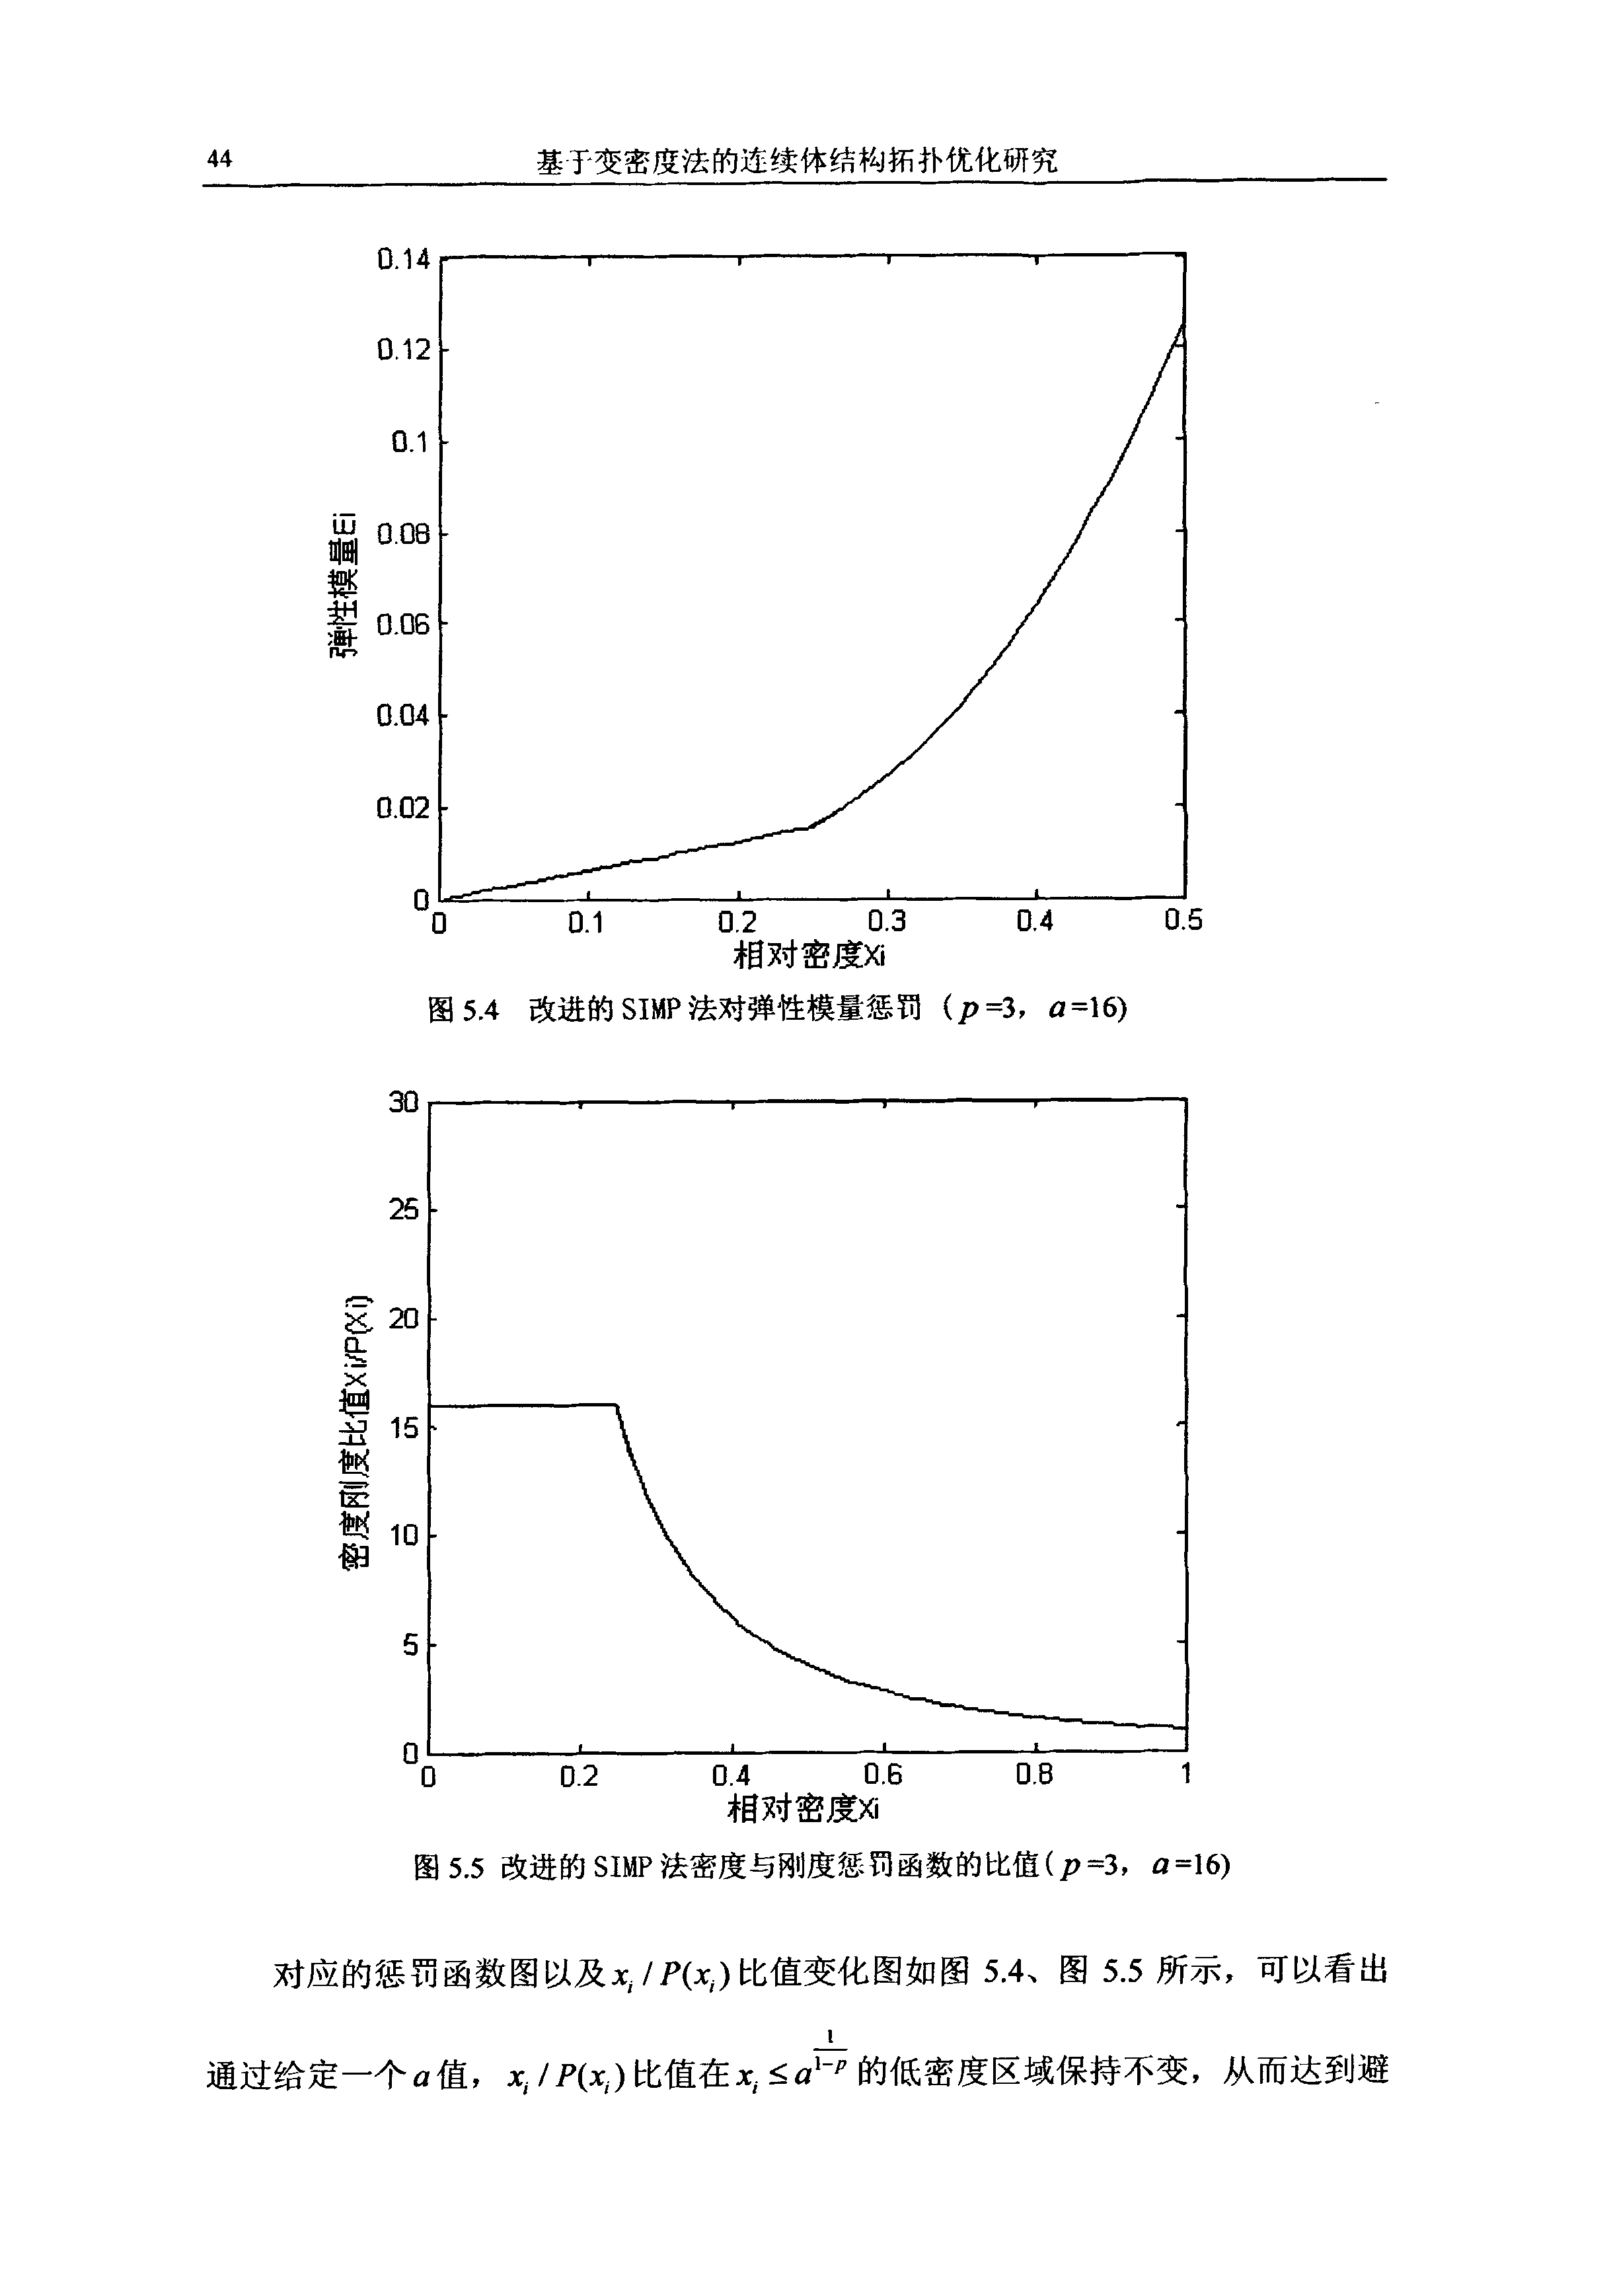 44
基于变密度法的连续体结构拓扑优化研究
0.14
0.12
0.1
0.08
0.06
0.04
0.02
0
弹性模量Ei
0 0.1 0.2 0.3 0.4 0.5
相对密度Xi
图 5.4 改进的 SIMP 法对弹性模量惩罚 (p=3, a=16)
30
25
20
15
10
5
0
密度刚度比值Xi/P(Xi)
0 0.2 0.4 0.6 0.8 1
相对密度Xi
图 5.5 改进的 SIMP 法密度与刚度惩罚函数的比值(p=3, a=16)
对应的惩罚函数图以及 x_i / P(x_i) 比值变化图如图 5.4、图 5.5 所示，可以看出
通过给定一个 a 值，x_i / P(x_i) 比值在 x_i ≤ a^{\frac{1}{1-p}} 的低密度区域保持不变，从而达到避